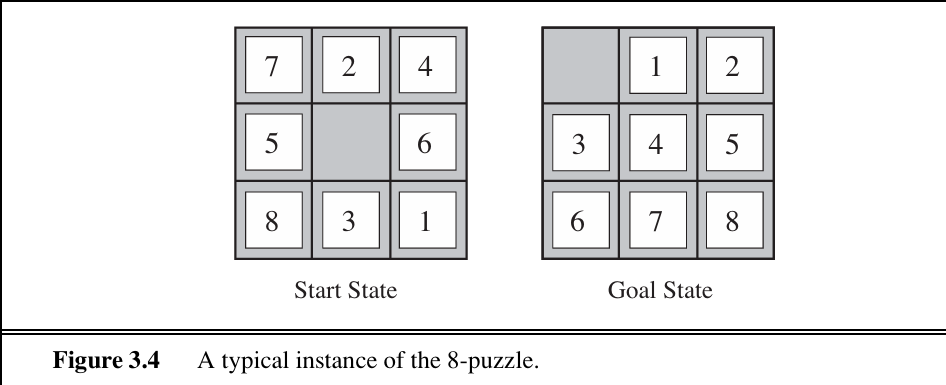 7 2 4
5 6
8 3 1
Start State
1 2
3 4 5
6 7 8
Goal State
Figure 3.4 A typical instance of the 8-puzzle.